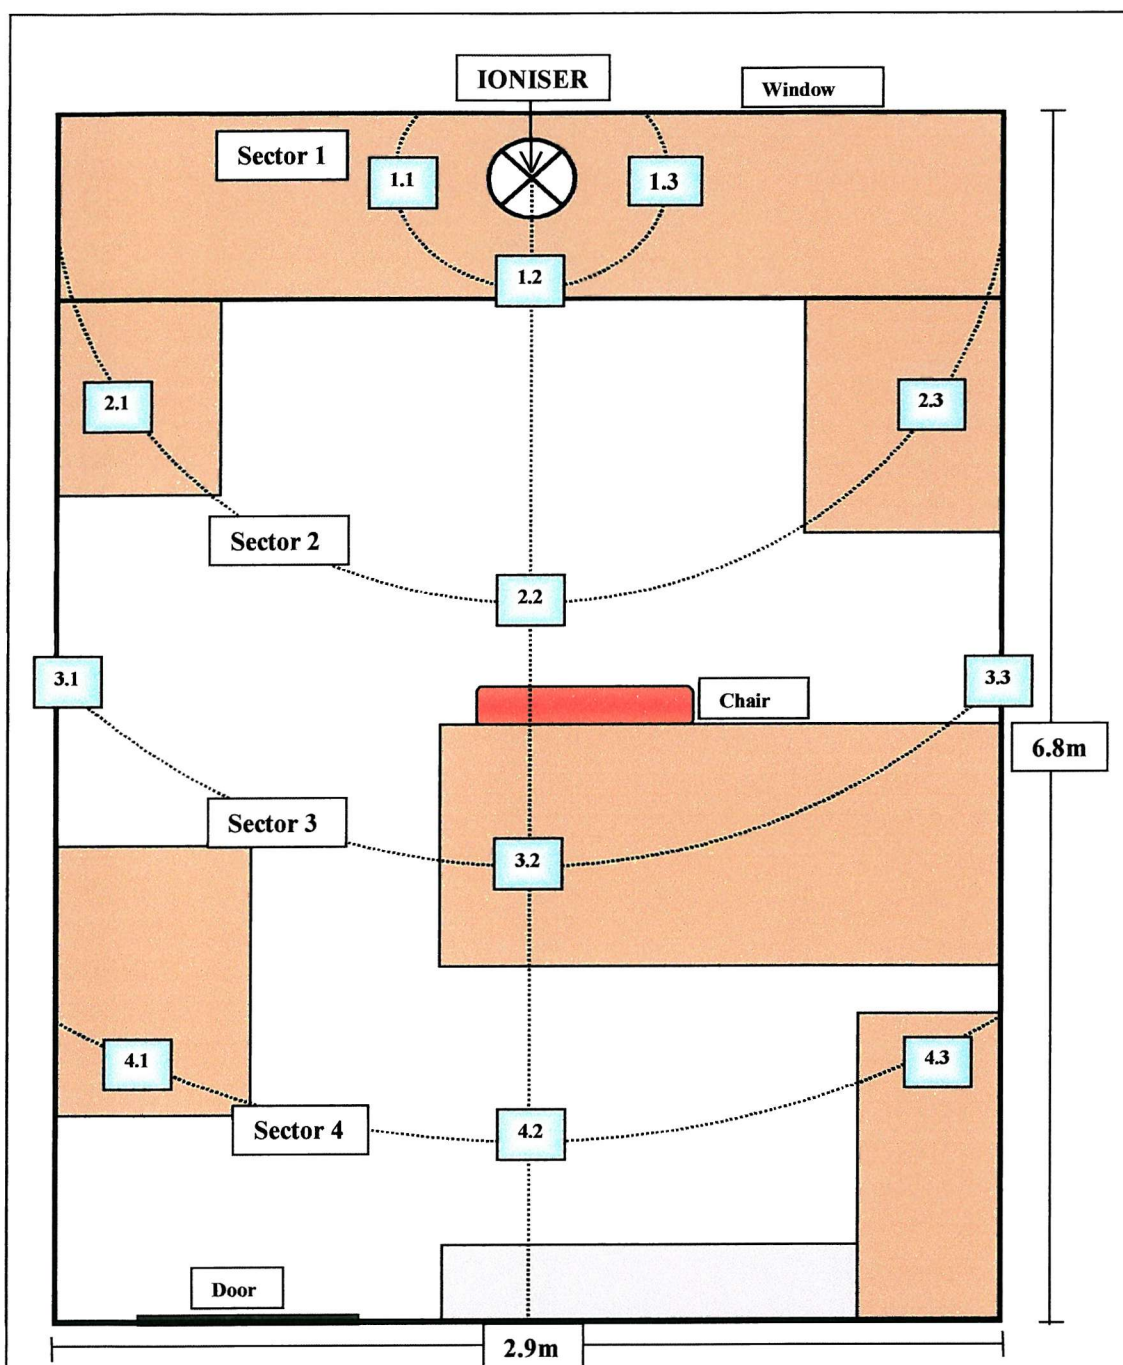 IONISER
Window
Sector 1
1.1
1.3
1.2
2.1
2.3
Sector 2
2.2
3.1
3.3
Chair
6.8m
Sector 3
3.2
4.1
4.3
Sector 4
4.2
Door
2.9m